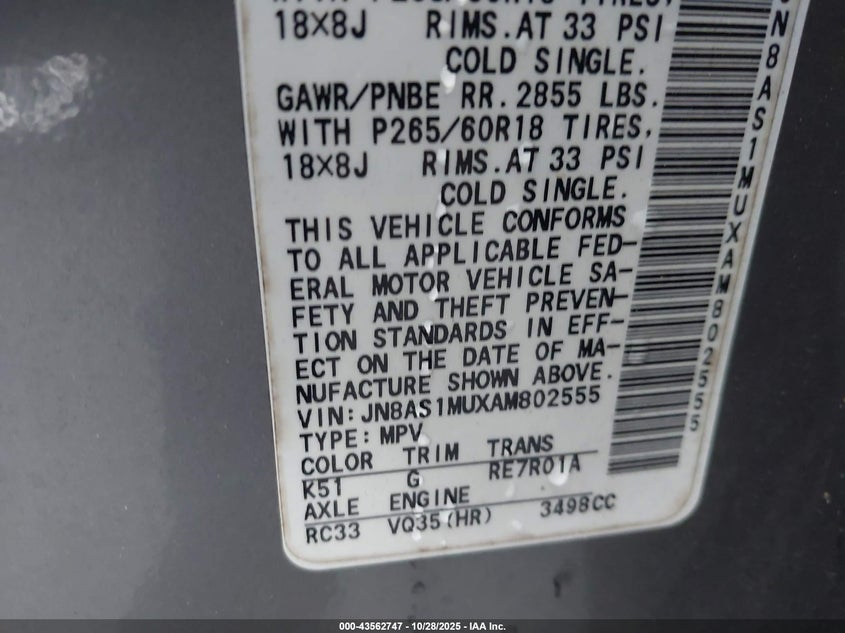 18X8J RIMS.AT 33 PSI
COLD SINGLE.
GAWR/PNBE RR.2855 LBS.
WITH P265/60R18 TIRES,
18X8J RIMS.AT 33 PSI
COLD SINGLE.
THIS VEHICLE CONFORMS
TO ALL APPLICABLE FED-
ERAL MOTOR VEHICLE SA-
FETY AND THEFT PREVEN-
TION STANDARDS IN EFF-
ECT ON THE DATE OF MA-
NUFACTURE SHOWN ABOVE.
VIN:JN8AS1MUXAM802555
TYPE:MPV
COLOR TRIM TRANS
K51 G RE7R01A
AXLE ENGINE
RC33 VQ35(HR) 3498CC
N8AS1MUXAM802555
000-43562747 | 10/28/2025 - IAA Inc.